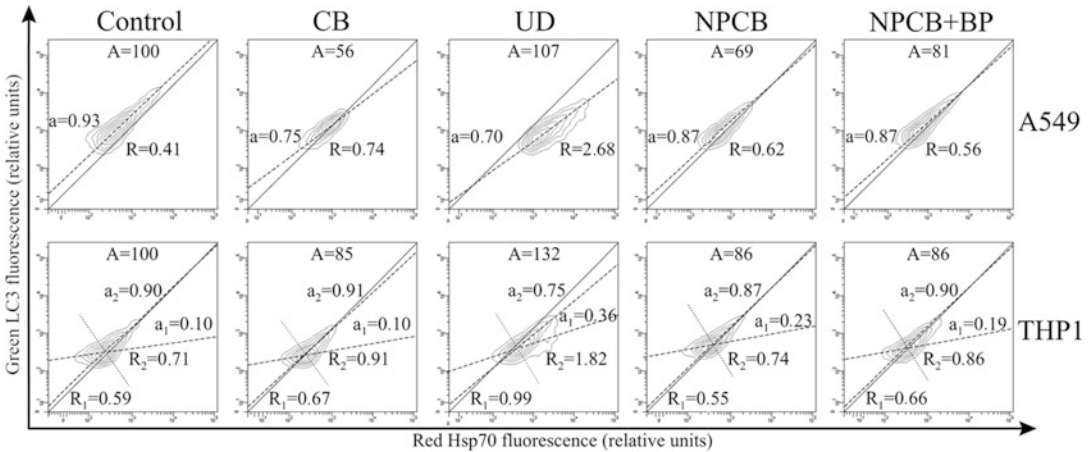 Control CB UD NPCB NPCB+BP
A=100 A=56 A=107 A=69 A=81
a=0.93 a=0.75 a=0.70 a=0.87 a=0.87
R=0.41 R=0.74 R=2.68 R=0.62 R=0.56
A549
A=100 A=85 A=132 A=86 A=86
a2=0.90 a2=0.91 a2=0.75 a2=0.87 a2=0.90
a1=0.10 a1=0.10 a1=0.36 a1=0.23 a1=0.19
THP1
R2=0.71 R2=0.91 R2=1.82 R2=0.74 R2=0.86
R1=0.59 R1=0.67 R1=0.99 R1=0.55 R1=0.66
Green LC3 fluorescence (relative units)
Red Hsp70 fluorescence (relative units)